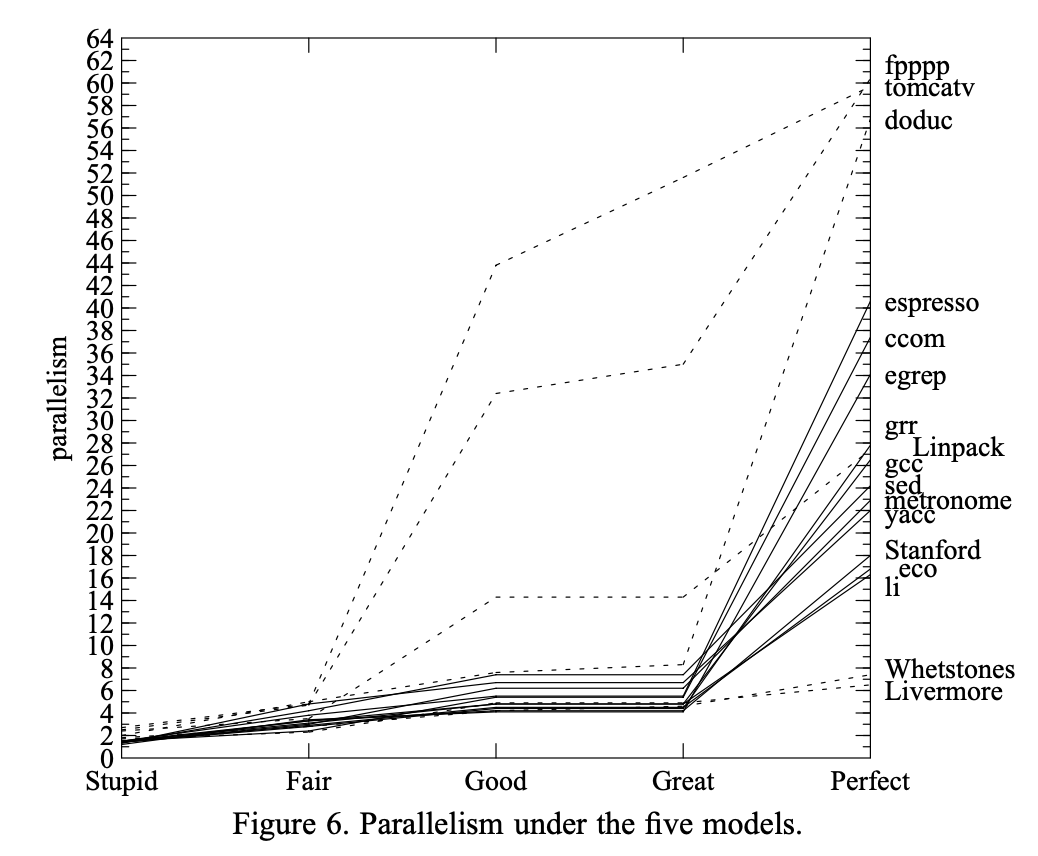 64
62
60
58
56
54
52
50
48
46
44
42
40
38
36
34
32
30
28
26
24
22
20
18
16
14
12
10
8
6
4
2
0
parallelism
fpppp
tomcatv
doduc
espresso
ccom
egrep
grr
Linpack
gcc
sed
metronome
yacc
Stanford
eco
li
Whetstones
Livermore
Stupid Fair Good Great Perfect
Figure 6. Parallelism under the five models.